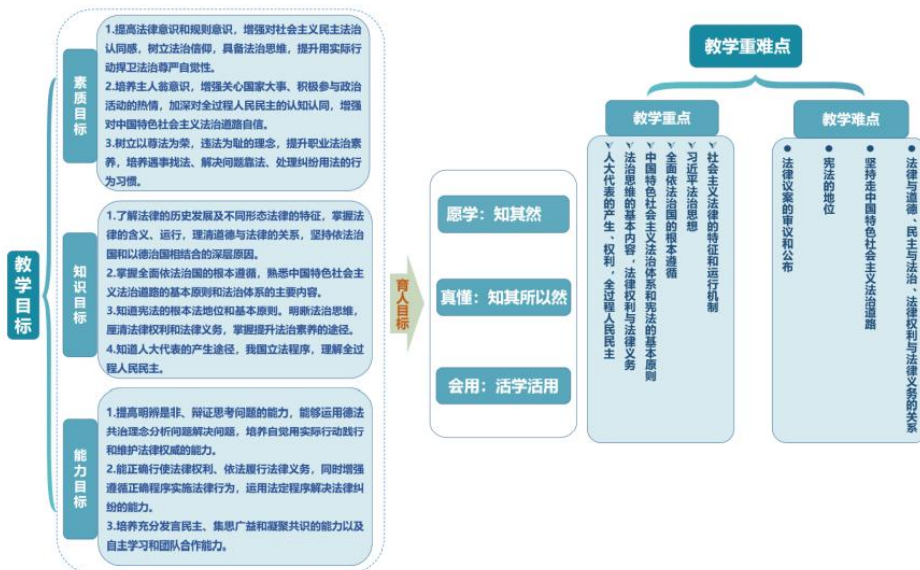 教学目标
素质目标
1.提高法律意识和规则意识，增强对社会主义民主法治
认同感，树立法治信仰，具备法治思维，提升用实际行
动捍卫法治尊严自觉性。
2.培养主人翁意识，增强关心国家大事、积极参与政治
活动的热情，加深对全过程人民民主的认知认同，增强
对中国特色社会主义法治道路自信。
3.树立以尊法为荣，违法为耻的理念，提升职业法治素
养，培养遇事找法、解决问题靠法、处理纠纷用法的行
为习惯。
知识目标
1.了解法律的历史发展及不同形态法律的特征，掌握法
律的含义、运行，理清道德与法律的关系，坚持依法治
国和以德治国相结合的深层原因。
2.掌握全面依法治国的根本遵循，熟悉中国特色社会主
义法治道路的基本原则和法治体系的主要内容。
3.知道宪法的根本法地位和基本原则。明晰法治思维，
厘清法律权利和法律义务，掌握提升法治素养的途径。
4.知道人大代表的产生途径，我国立法程序，理解全过
程人民民主。
能力目标
1.提高明辨是非、辩证思考问题的能力，能够运用德法
共治理念分析问题解决问题，培养自觉用实际行动践行
和维护法律权威的能力。
2.能正确行使法律权利、依法履行法律义务，同时增强
遵循正确程序实施法律行为，运用法定程序解决法律纠
纷的能力。
3.培养充分发言民主、集思广益和凝聚共识的能力以及
自主学习和团队合作能力。
育人目标
愿学：知其然
真懂：知其所以然
会用：活学活用
教学重难点
教学重点
社会主义法律的特征和运行机制
习近平法治思想
全面依法治国的根本遵循
中国特色社会主义法治体系和宪法的基本原则
法治思维的基本内容，法律权利与法律义务
人大代表的产生、权利，全过程人民民主
教学难点
法律与道德、民主与法治、法律权利与法律义务的关系
坚持走中国特色社会主义法治道路
宪法的地位
法律议案的审议和公布